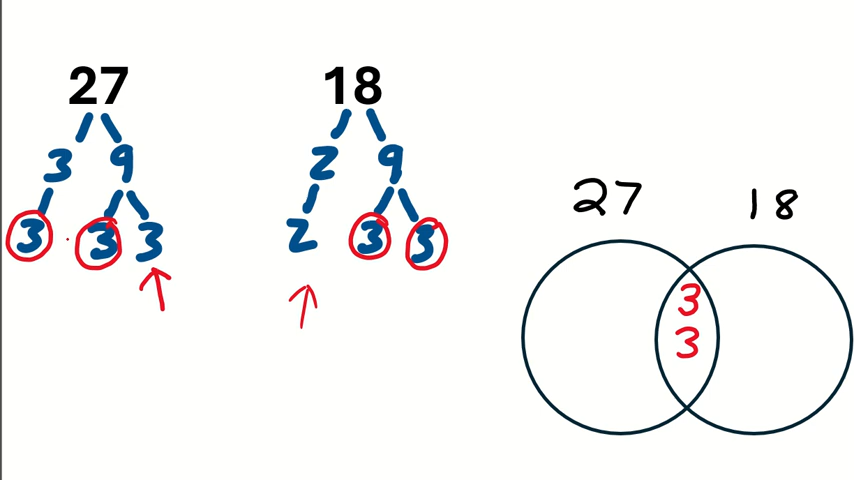 27 18
3 9 2 9
27 18
3 3 3 2 3 3
3
3